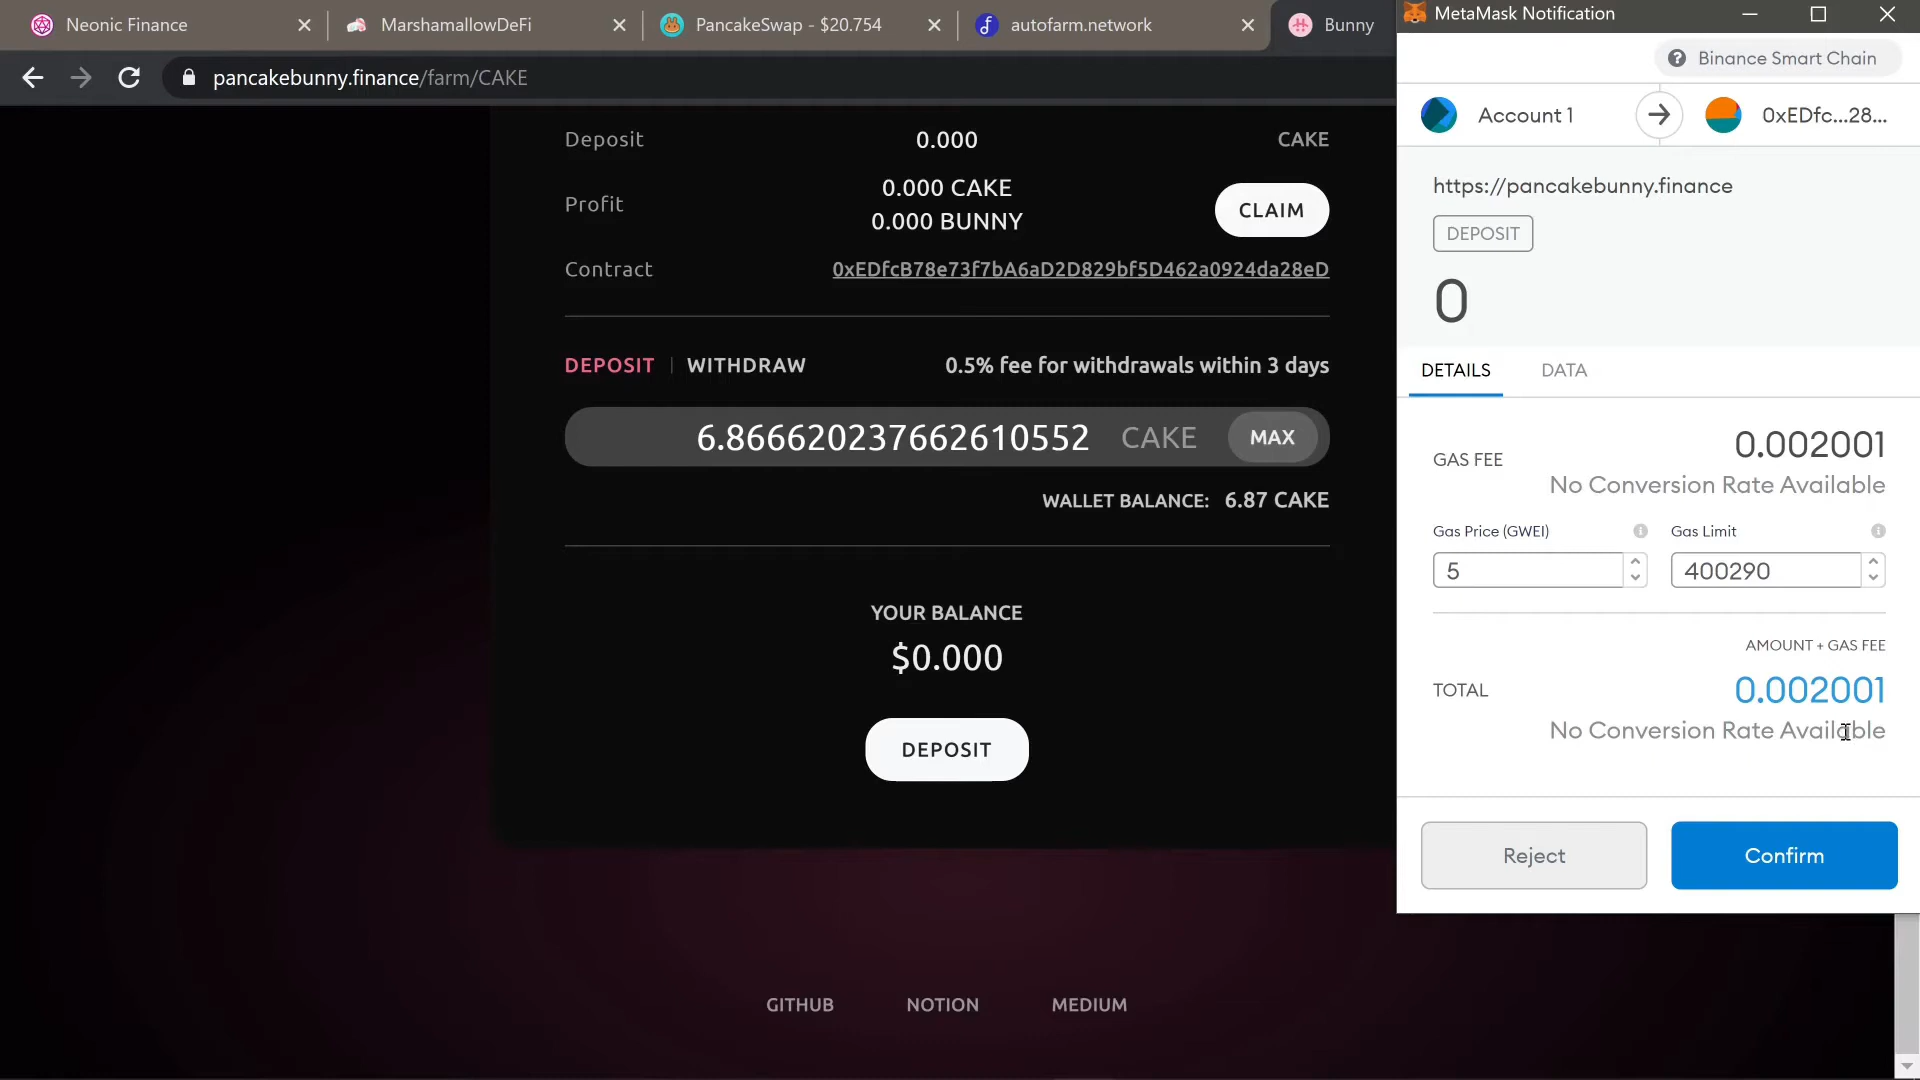 Neonic Finance
MarshamallowDeFi
PancakeSwap - $20.754
autofarm.network
Bunny
pancakebunny.finance/farm/CAKE
Deposit 0.000 CAKE
Profit 0.000 CAKE
0.000 BUNNY
CLAIM
Contract 0xEDfcB78e73f7bA6aD2D829bf5D462a0924da28eD
DEPOSIT | WITHDRAW 0.5% fee for withdrawals within 3 days
6.866620237662610552 CAKE MAX
WALLET BALANCE: 6.87 CAKE
YOUR BALANCE
$0.000
DEPOSIT
GITHUB NOTION MEDIUM
MetaMask Notification
Binance Smart Chain
Account 1 0xEDfc...28...
https://pancakebunny.finance
DEPOSIT
0
DETAILS DATA
GAS FEE 0.002001
No Conversion Rate Available
Gas Price (GWEI) Gas Limit
5 400290
AMOUNT + GAS FEE
TOTAL 0.002001
No Conversion Rate Available
Reject Confirm